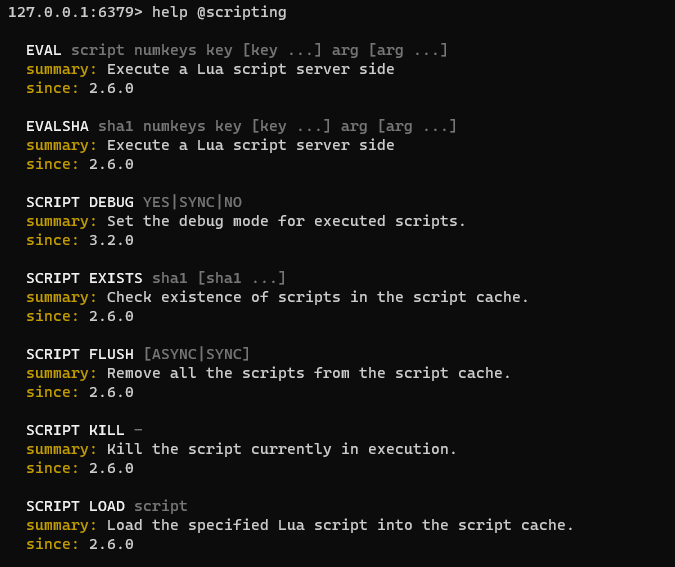 127.0.0.1:6379> help @scripting
EVAL script numkeys key [key ...] arg [arg ...]
summary: Execute a Lua script server side
since: 2.6.0
EVALSHA sha1 numkeys key [key ...] arg [arg ...]
summary: Execute a Lua script server side
since: 2.6.0
SCRIPT DEBUG YES|SYNC|NO
summary: Set the debug mode for executed scripts.
since: 3.2.0
SCRIPT EXISTS sha1 [sha1 ...]
summary: Check existence of scripts in the script cache.
since: 2.6.0
SCRIPT FLUSH [ASYNC|SYNC]
summary: Remove all the scripts from the script cache.
since: 2.6.0
SCRIPT KILL -
summary: Kill the script currently in execution.
since: 2.6.0
SCRIPT LOAD script
summary: Load the specified Lua script into the script cache.
since: 2.6.0